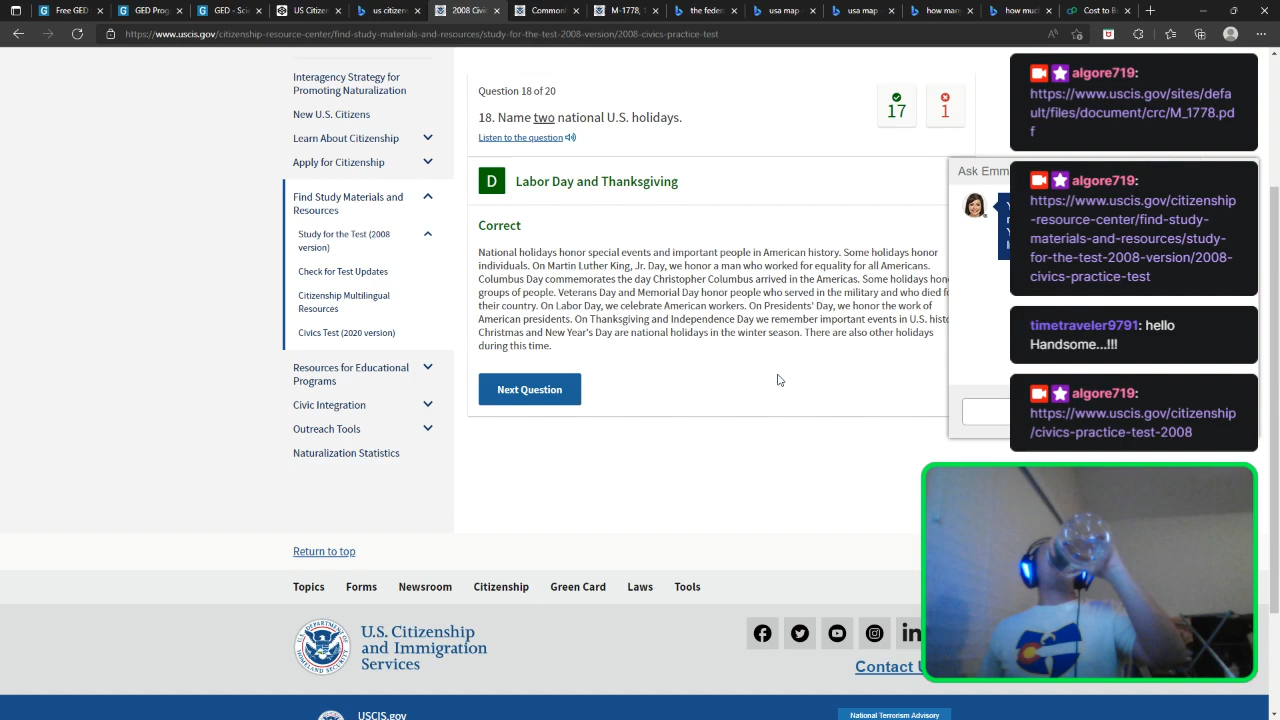 Free GED
GED Prog
GED - Scie
US Citizen
us citizens
2008 Civic
Common
M-1778, T
the federa
usa map
usa map
how many
how much
Cost to Be
https://www.uscis.gov/citizenship-resource-center/find-study-materials-and-resources/study-for-the-test-2008-version/2008-civics-practice-test
Interagency Strategy for
Promoting Naturalization
New U.S. Citizens
Learn About Citizenship
Apply for Citizenship
Find Study Materials and
Resources
Study for the Test (2008
version)
Check for Test Updates
Citizenship Multilingual
Resources
Civics Test (2020 version)
Resources for Educational
Programs
Civic Integration
Outreach Tools
Naturalization Statistics
Question 18 of 20
17
1
18. Name two national U.S. holidays.
Listen to the question
D Labor Day and Thanksgiving
Correct
National holidays honor special events and important people in American history. Some holidays honor
individuals. On Martin Luther King, Jr. Day, we honor a man who worked for equality for all Americans.
Columbus Day commemorates the day Christopher Columbus arrived in the Americas. Some holidays hono
groups of people. Veterans Day and Memorial Day honor people who served in the military and who died fo
their country. On Labor Day, we celebrate American workers. On Presidents' Day, we honor the work of
American presidents. On Thanksgiving and Independence Day we remember important events in U.S. histo
Christmas and New Year's Day are national holidays in the winter season. There are also other holidays
during this time.
Next Question
Ask Emm
algore719:
https://www.uscis.gov/sites/defa
ult/files/document/crc/M_1778.pd
f
algore719:
https://www.uscis.gov/citizenship
-resource-center/find-study-
materials-and-resources/study-
for-the-test-2008-version/2008-
civics-practice-test
timetraveler9791: hello
Handsome...!!!
algore719:
https://www.uscis.gov/citizenship
/civics-practice-test-2008
Return to top
Topics
Forms
Newsroom
Citizenship
Green Card
Laws
Tools
U.S. Citizenship
and Immigration
Services
Contact U
USCIS.gov
National Terrorism Advisory